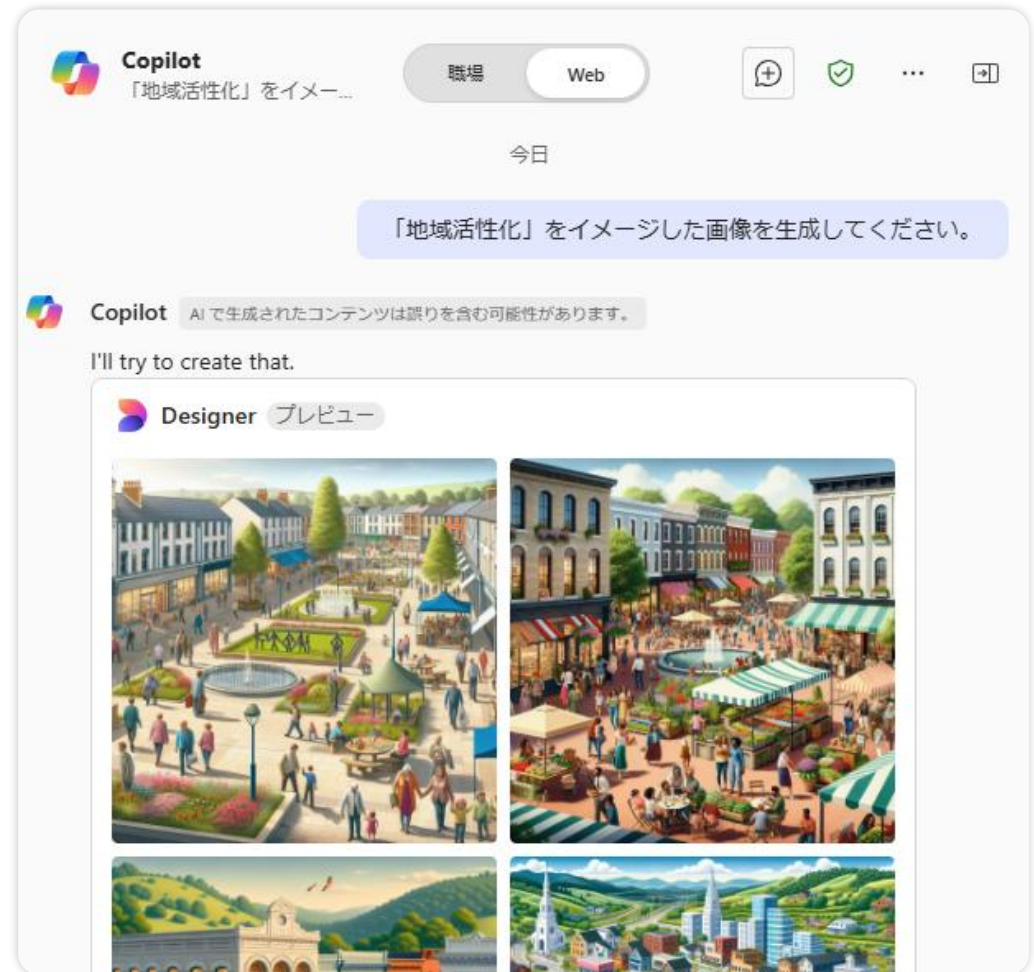 Copilot
「地域活性化」をイメー...
職場
Web
今日
「地域活性化」をイメージした画像を生成してください。
Copilot
AI で生成されたコンテンツは誤りを含む可能性があります。
I'll try to create that.
Designer
プレビュー